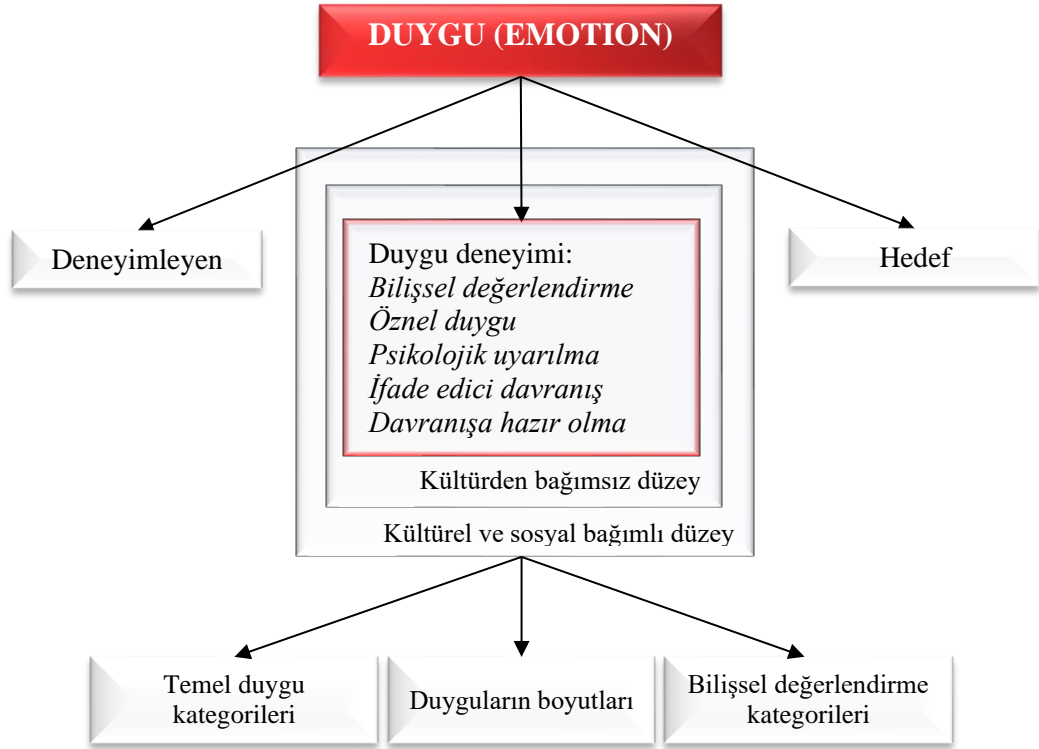 DUYGU (EMOTION)
Deneyimleyen
Duygu deneyimi:
Bilişsel değerlendirme
Öznel duygu
Psikolojik uyarılma
İfade edici davranış
Davranışa hazır olma
Hedef
Kültürden bağımsız düzey
Kültürel ve sosyal bağımlı düzey
Temel duygu
kategorileri
Duyguların boyutları
Bilişsel değerlendirme
kategorileri